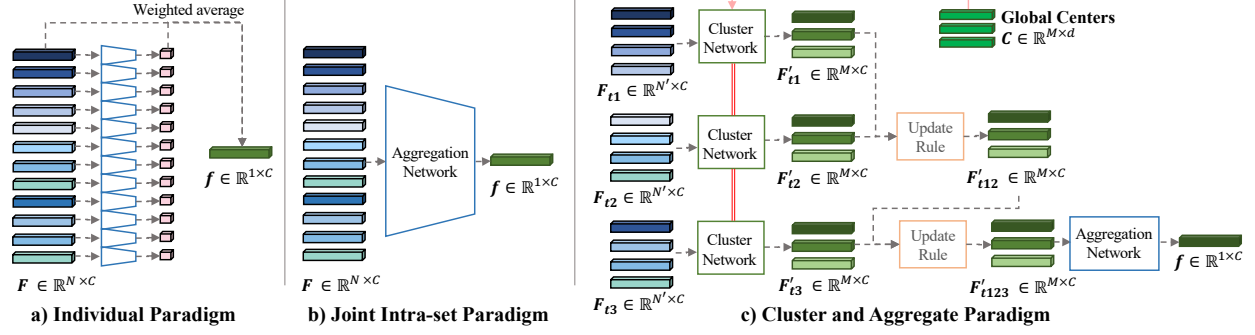 Weighted average
f ∈ ℝ^{1×C}
F ∈ ℝ^{N×C}
a) Individual Paradigm
Aggregation
Network
f ∈ ℝ^{1×C}
F ∈ ℝ^{N×C}
b) Joint Intra-set Paradigm
Cluster
Network
Global Centers
C ∈ ℝ^{M×d}
F_{t1} ∈ ℝ^{N'×C}
F'_{t1} ∈ ℝ^{M×C}
Cluster
Network
Update
Rule
F_{t2} ∈ ℝ^{N'×C}
F'_{t2} ∈ ℝ^{M×C}
F'_{t12} ∈ ℝ^{M×C}
Cluster
Network
Update
Rule
Aggregation
Network
F_{t3} ∈ ℝ^{N'×C}
F'_{t3} ∈ ℝ^{M×C}
F'_{t123} ∈ ℝ^{M×C}
f ∈ ℝ^{1×C}
c) Cluster and Aggregate Paradigm